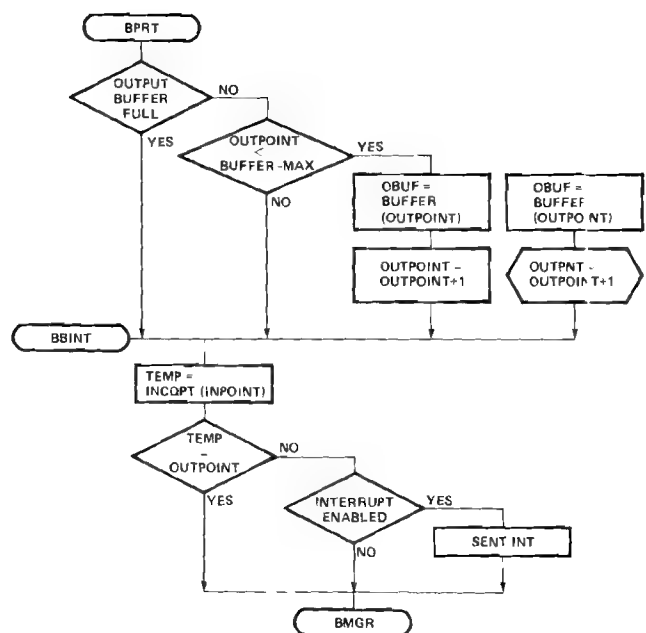 BPRT
OUTPUT
BUFFER
FULL
NO
YES
OUTPOINT
<
BUFFER-MAX
YES
NO
OBUF =
BUFFER
(OUTPOINT)
OBUF =
BUFFER
(OUTPOINT)
OUTPOINT –
OUTPOINT+1
OUTPNT –
OUTPOINT+1
BBINT
TEMP =
INCOPT (INPOINT)
TEMP
–
OUTPOINT
NO
YES
INTERRUPT
ENABLED
YES
NO
SENT INT
BMGR